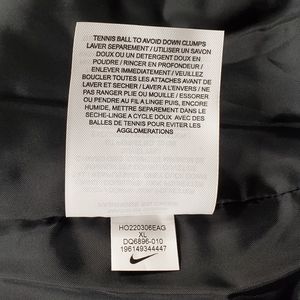 TENNIS BALL TO AVOID DOWN CLUMPS
LAVER SEPAREMENT / UTILISER UN SAVON
DOUX OU UN DETERGENT DOUX EN
POUDRE / RINCER EN PROFONDEUR /
ENLEVER IMMEDIATEMENT / VEUILLEZ
BOUCLER TOUTES LES ATTACHES AVANT DE
LAVER ET SECHER / LAVER A L'ENVERS / NE
PAS RANGER PLIE OU MOUILLE / ESSORER
OU PENDRE AU FIL A LINGE PUIS, ENCORE
HUMIDE, METTRE SEPAREMENT DANS LE
SECHE-LINGE A CYCLE DOUX AVEC DES
BALLES DE TENNIS POUR EVITER LES
AGGLOMERATIONS
HO220306EAG
XL
DQ6896-010
196149344447